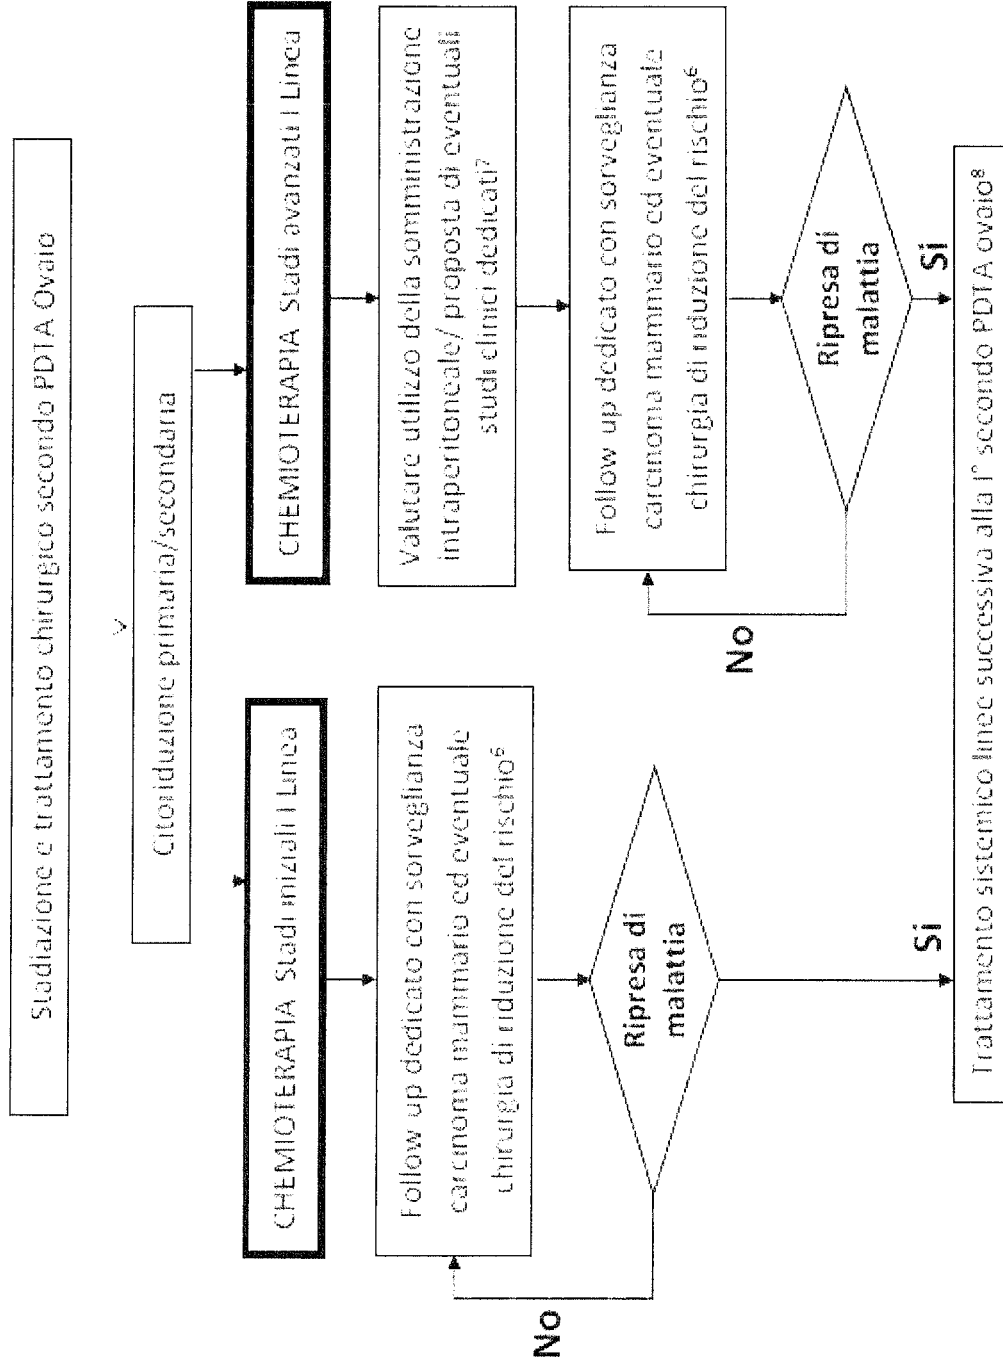 Stadiazione e trattamento chirurgico secondo PDTA Ovaio
Citoriduzione primaria/secondaria
CHEMIOTERAPIA Stadi iniziali I Linea
Follow up dedicato con sorveglianza
carcinoma mammario ed eventuale
chirurgia di riduzione del rischio⁶
Ripresa di
malattia
No
Si
CHEMIOTERAPIA Stadi avanzati I Linea
Valutare utilizzo della somministrazione
intraperitoneale/ proposta di eventuali
studi clinici dedicati⁷
Follow up dedicato con sorveglianza
carcinoma mammario ed eventuale
chirurgia di riduzione del rischio⁶
Ripresa di
malattia
No
Si
Trattamento sistemico linee successiva alla I° secondo PDTA ovaio⁸